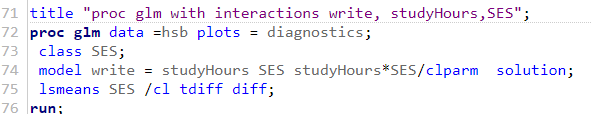 71 title "proc glm with interactions write, studyHours,SES";
72 proc glm data =hsb plots = diagnostics;
73 class SES;
74 model write = studyHours SES studyHours*SES/clparm  solution;
75 lsmeans SES /cl tdiff diff;
76 run;